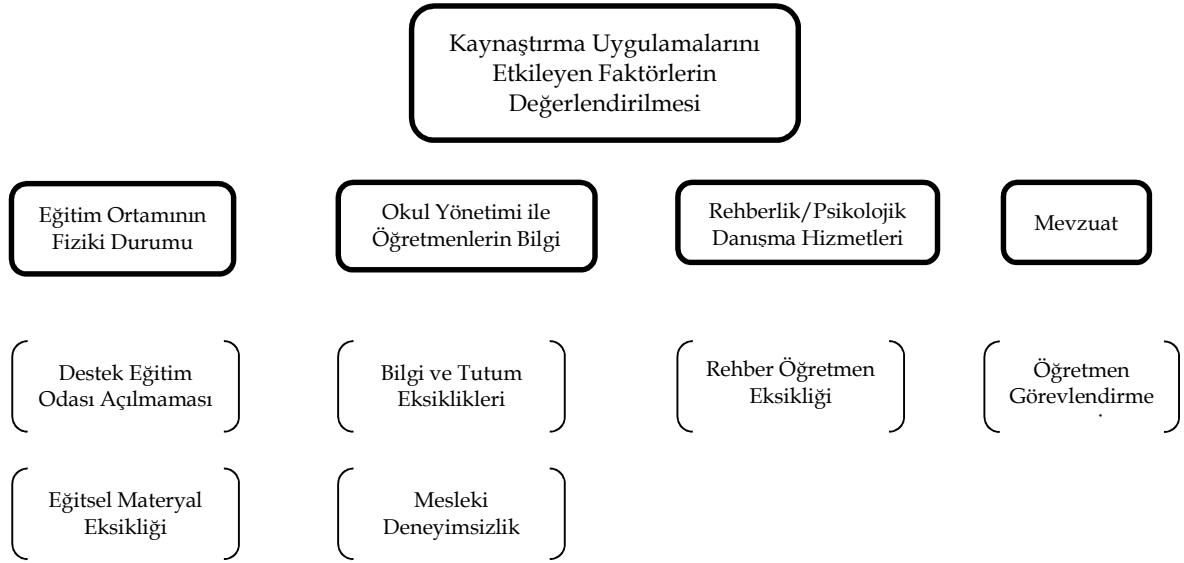 Kaynaştırma Uygulamalarını
Etkileyen Faktörlerin
Değerlendirilmesi
Eğitim Ortamının
Fiziki Durumu
Okul Yönetimi ile
Öğretmenlerin Bilgi
Rehberlik/Psikolojik
Danışma Hizmetleri
Mevzuat
Destek Eğitim
Odası Açılmaması
Bilgi ve Tutum
Eksiklikleri
Rehber Öğretmen
Eksikliği
Öğretmen
Görevlendirme
Eğitsel Materyal
Eksikliği
Mesleki
Deneyimsizlik